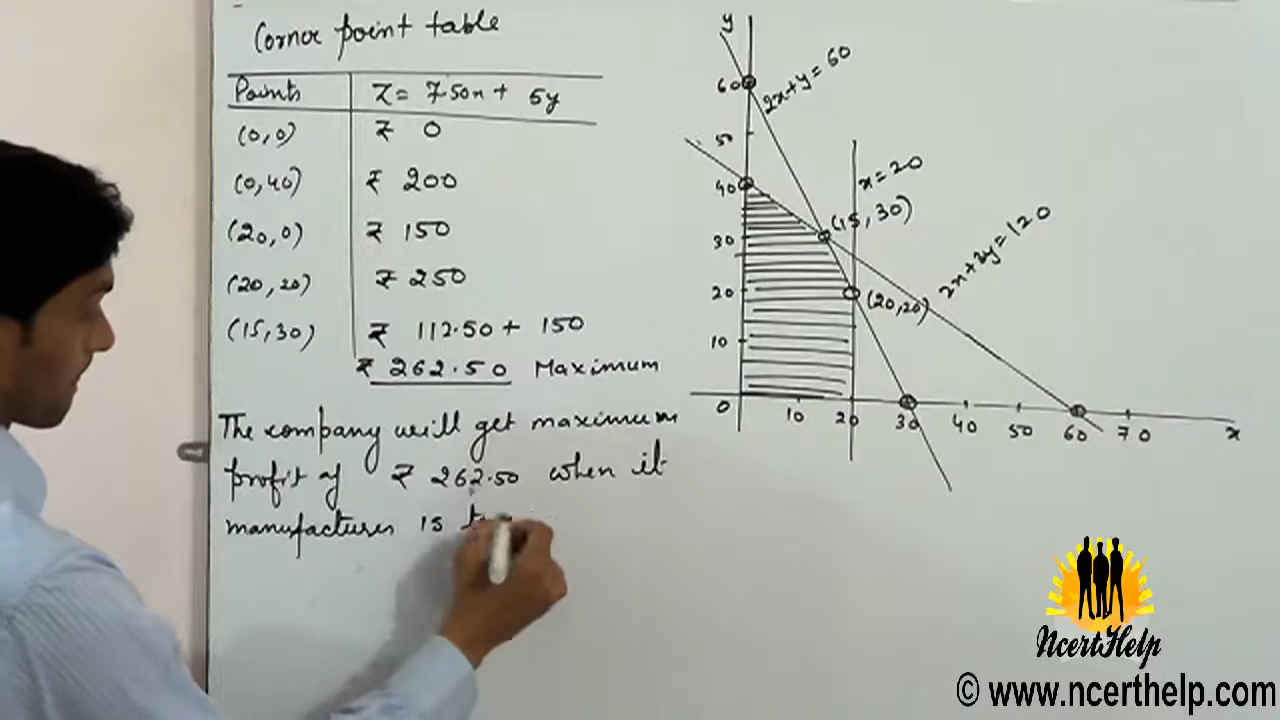 Corner point table
Points Z = 7.50x + 5y
(0,0) ₹ 0
(0,40) ₹ 200
(20,0) ₹ 150
(20,20) ₹ 250
(15,30) ₹ 112.50 + 150
₹ 262.50 Maximum
The company will get maximum
profit of ₹ 262.50 when it
manufactures 15
y
60
2x+y=60
50
40
x=20
(15,30)
30
2x+3y=120
20
(20,20)
10
0 10 20 30 40 50 60 70 x
NcertHelp
© www.ncerthelp.com